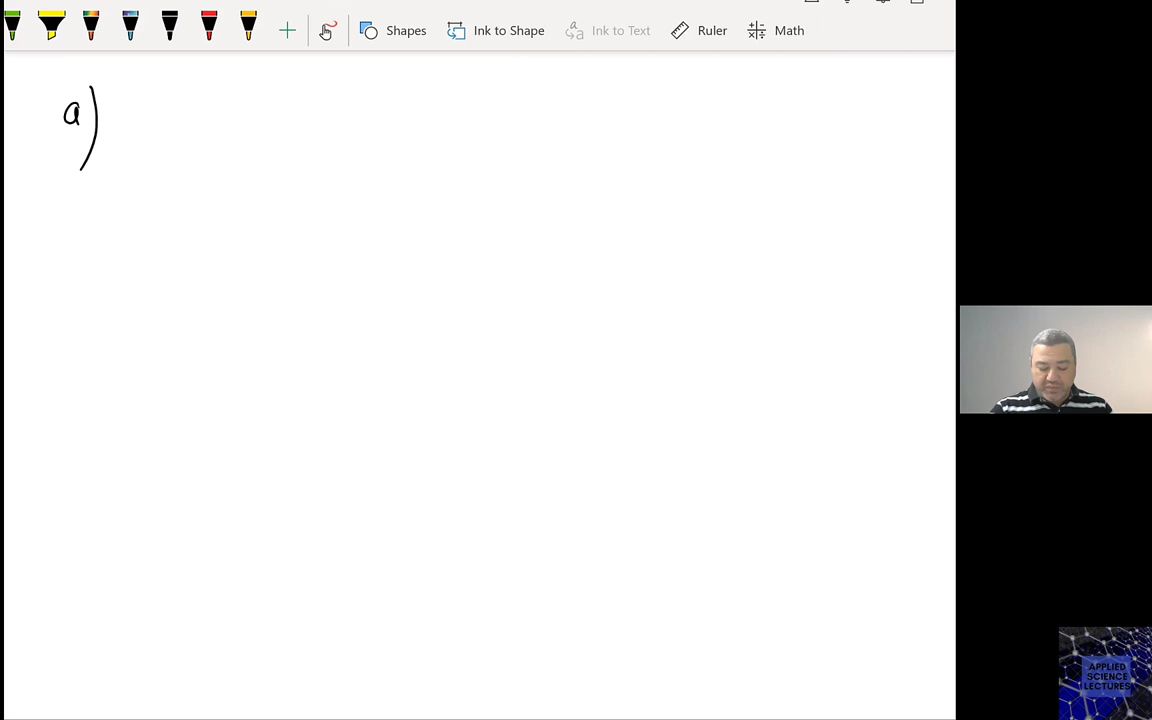 Shapes Ink to Shape Ink to Text Ruler Math
a)
APPLIED
SCIENCE
LECTURES